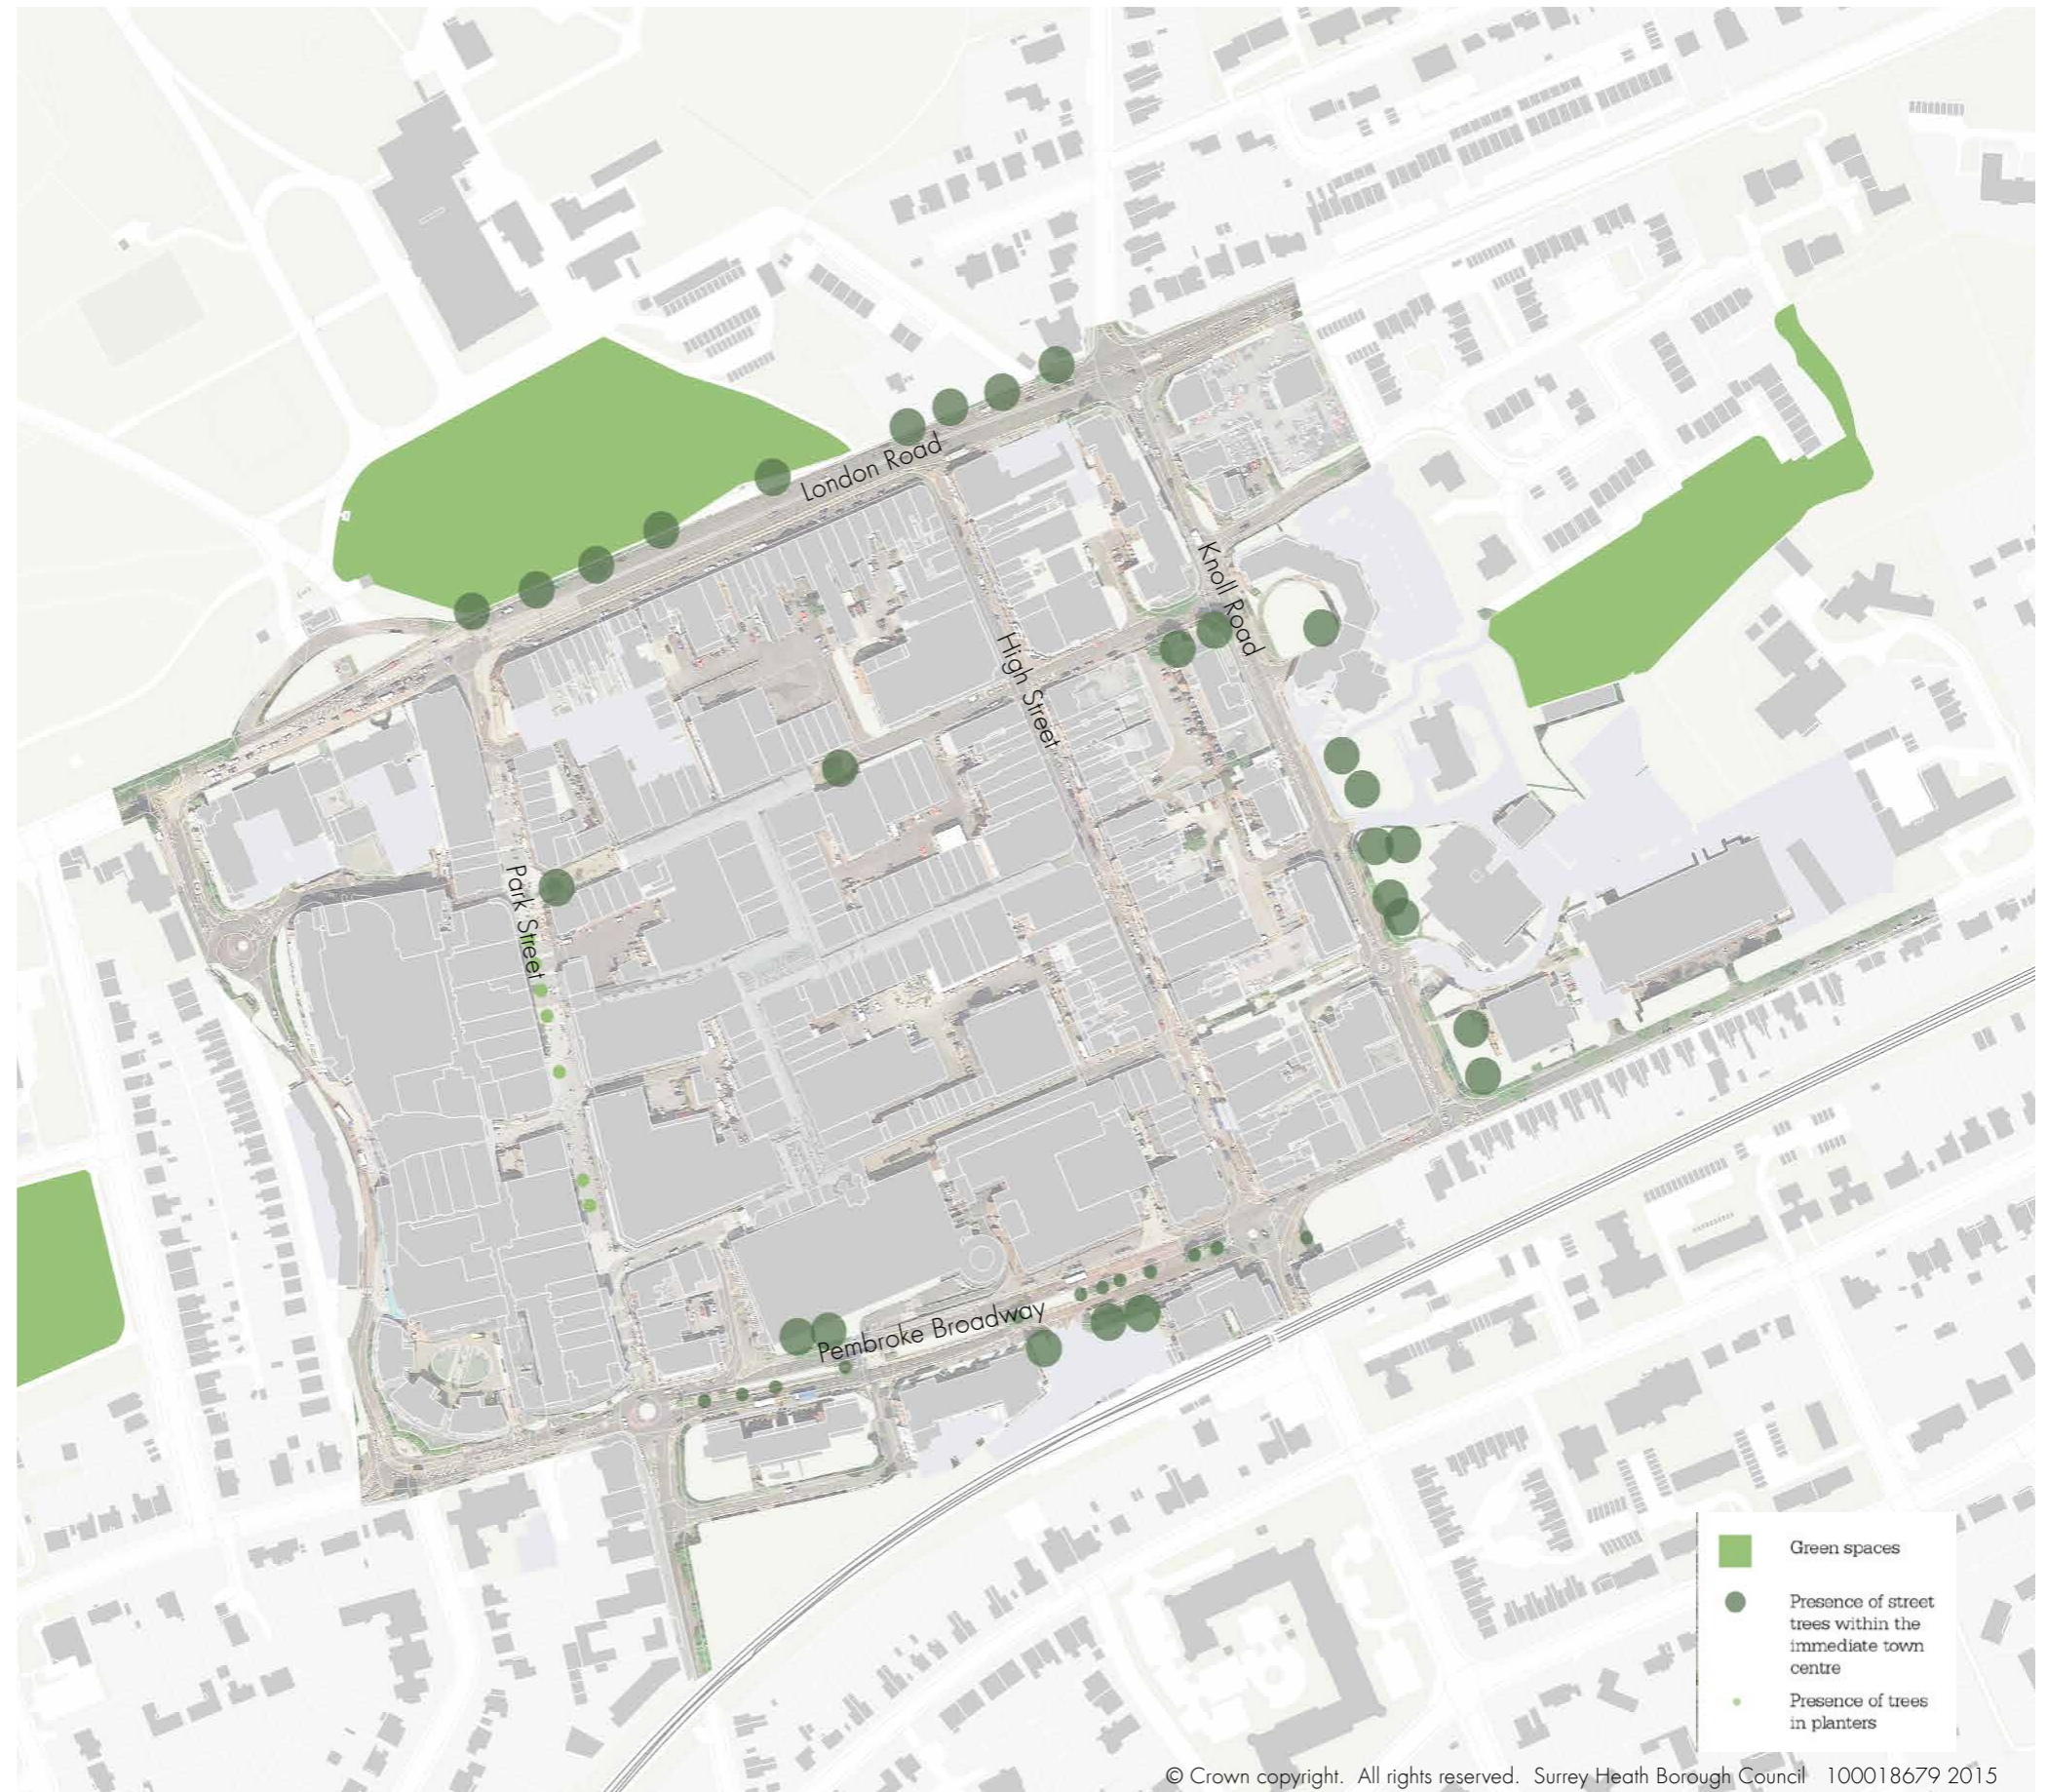 London Road
Knoll Road
High Street
Park Street
Pembroke Broadway
Green spaces
Presence of street
trees within the
immediate town
centre
Presence of trees
in planters
© Crown copyright. All rights reserved. Surrey Heath Borough Council 100018679 2015